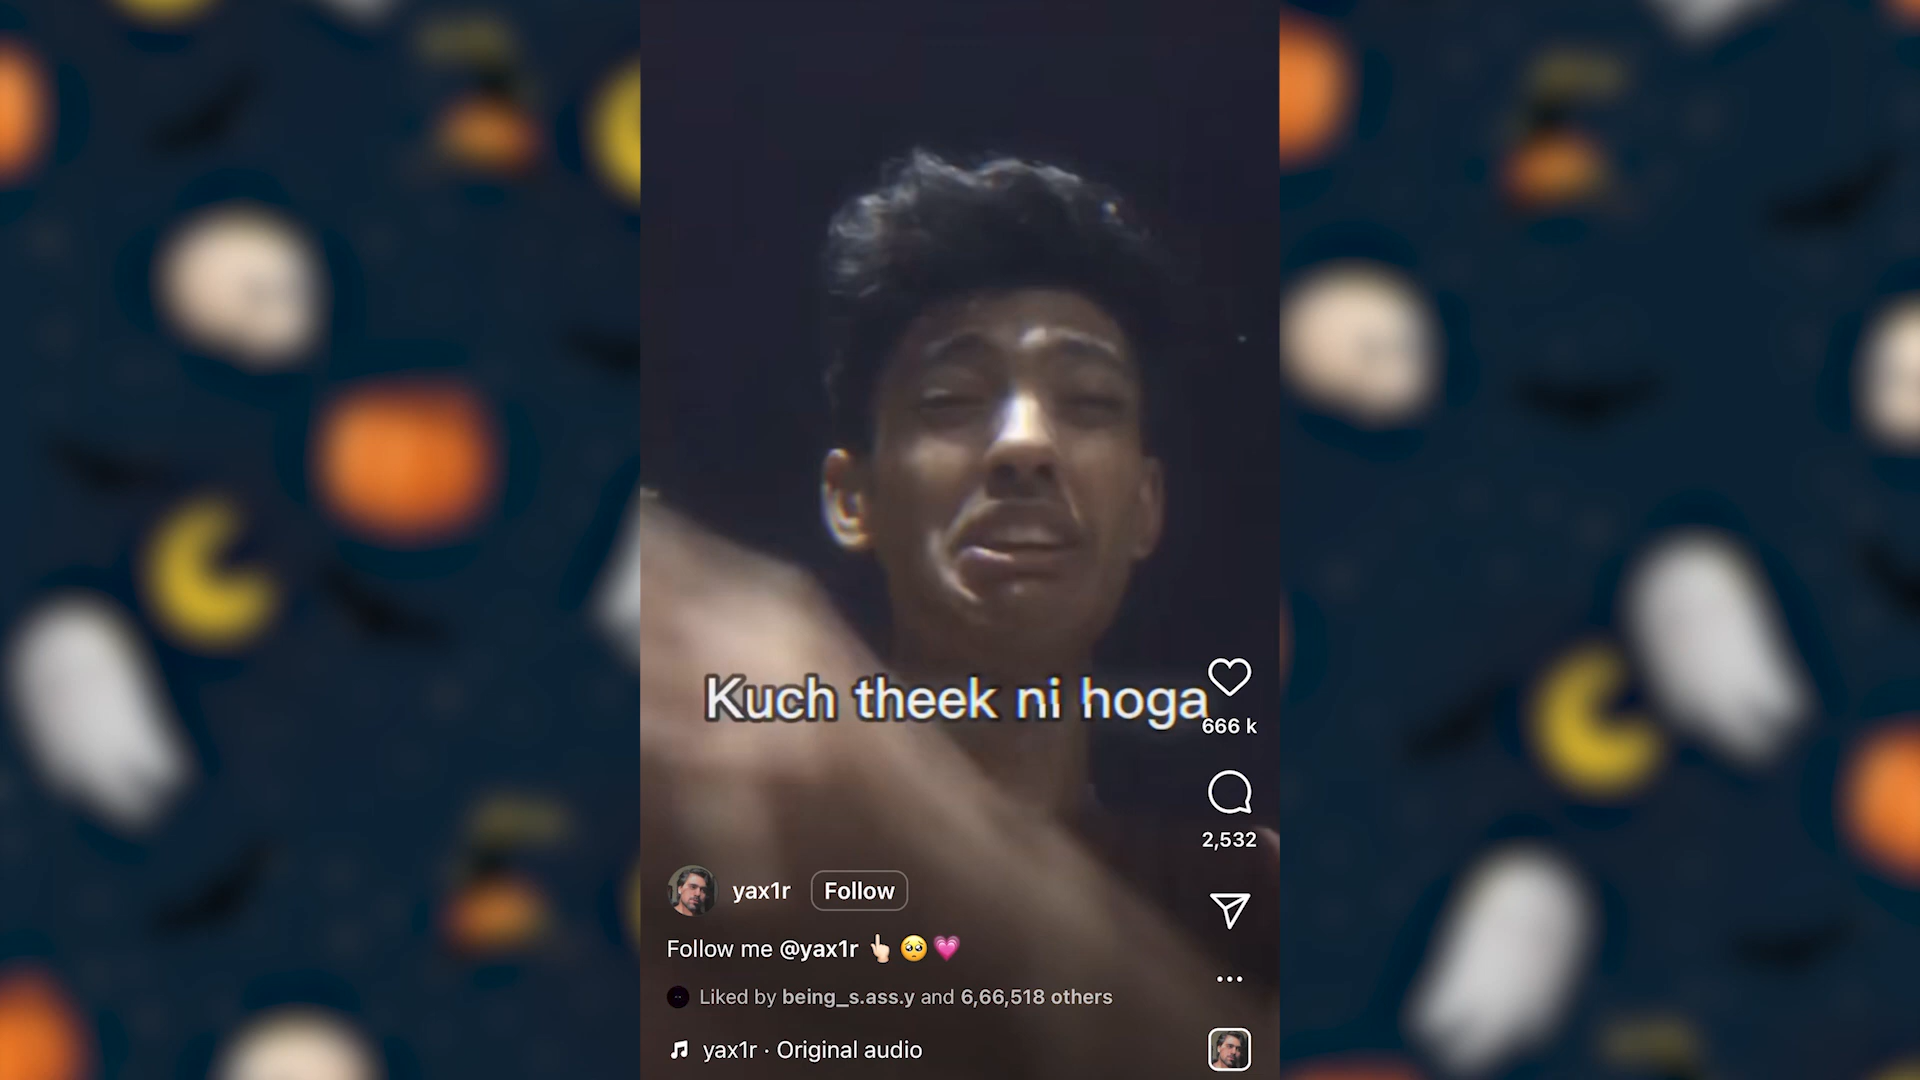 Kuch theek ni hoga
666 k
2,532
yax1r Follow
Follow me @yax1r 👆🏻🥺💗
Liked by being_s.ass.y and 6,66,518 others
yax1r · Original audio